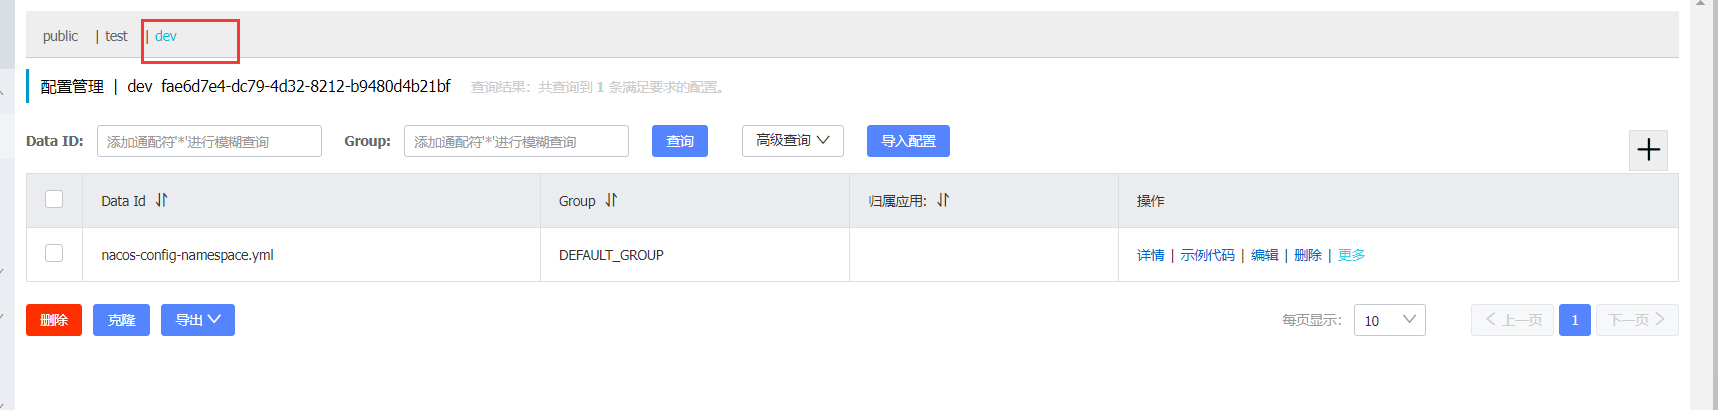 public | test | dev
配置管理 | dev fae6d7e4-dc79-4d32-8212-b9480d4b21bf 查询结果：共查询到 1 条满足要求的配置。
Data ID: 添加通配符'*'进行模糊查询 Group: 添加通配符'*'进行模糊查询 查询 高级查询 导入配置
Data Id Group 归属应用: 操作
nacos-config-namespace.yml DEFAULT_GROUP 详情 | 示例代码 | 编辑 | 删除 | 更多
删除 克隆 导出 每页显示: 10 上一页 1 下一页